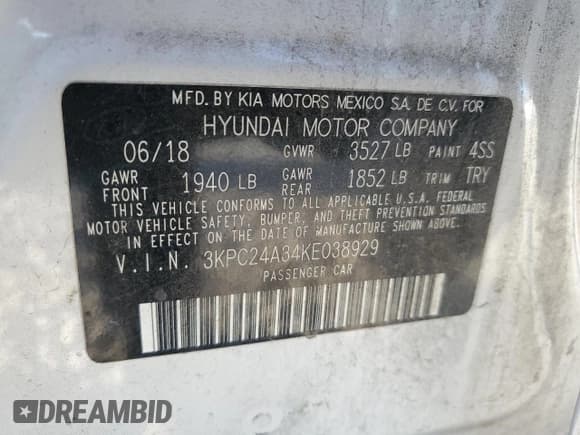 MFD. BY KIA MOTORS MEXICO S.A. DE C.V. FOR
HYUNDAI MOTOR COMPANY
06/18 GVWR 3527 LB PAINT 4SS
GAWR FRONT 1940 LB GAWR REAR 1852 LB TRIM TRY
THIS VEHICLE CONFORMS TO ALL APPLICABLE U.S.A. FEDERAL
MOTOR VEHICLE SAFETY, BUMPER, AND THEFT PREVENTION STANDARDS
IN EFFECT ON THE DATE OF MANUFACTURE SHOWN ABOVE.
V.I.N. 3KPC24A34KE038929
PASSENGER CAR
DREAMBID